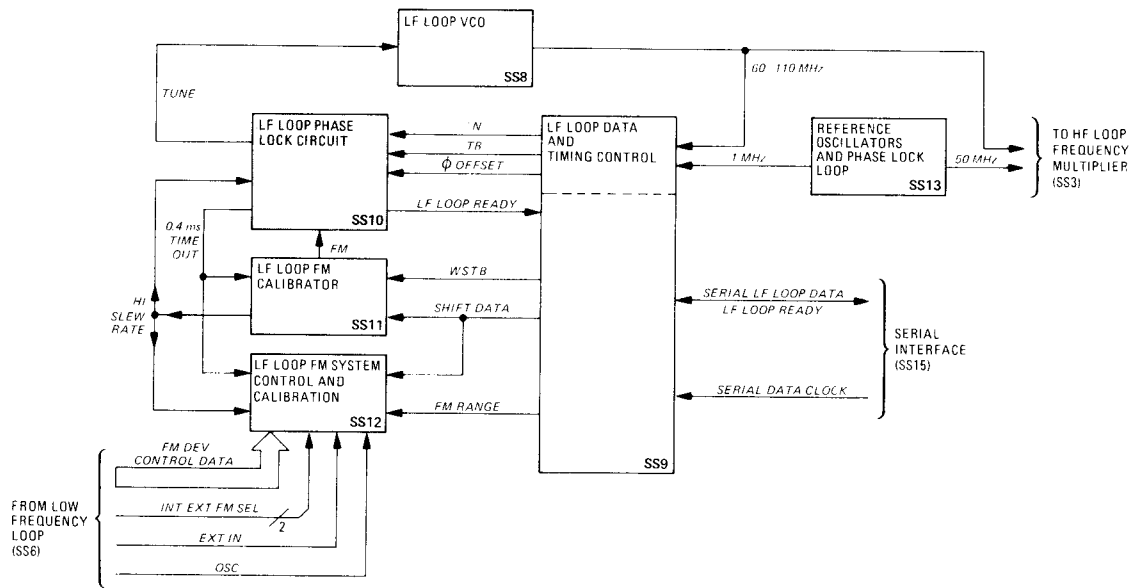 LF LOOP VCO
SS8
60-110 MHz
TUNE
LF LOOP PHASE
LOCK CIRCUIT
SS10
N
TR
ϕ OFFSET
LF LOOP READY
LF LOOP DATA
AND
TIMING CONTROL
SS9
1 MHz
REFERENCE
OSCILLATORS
AND PHASE LOCK
LOOP
SS13
50 MHz
TO HF LOOP
FREQUENCY
MULTIPLIER
(SS3)
0.4 ms
TIME
OUT
FM
LF LOOP FM
CALIBRATOR
SS11
WSTB
SHIFT DATA
HI
SLEW
RATE
LF LOOP FM SYSTEM
CONTROL AND
CALIBRATION
SS12
FM RANGE
SERIAL LF LOOP DATA
LF LOOP READY
SERIAL DATA CLOCK
SERIAL
INTERFACE
(SS15)
FM DEV
CONTROL DATA
INT EXT FM SEL
2
EXT IN
OSC
FROM LOW
FREQUENCY
LOOP
(SS6)